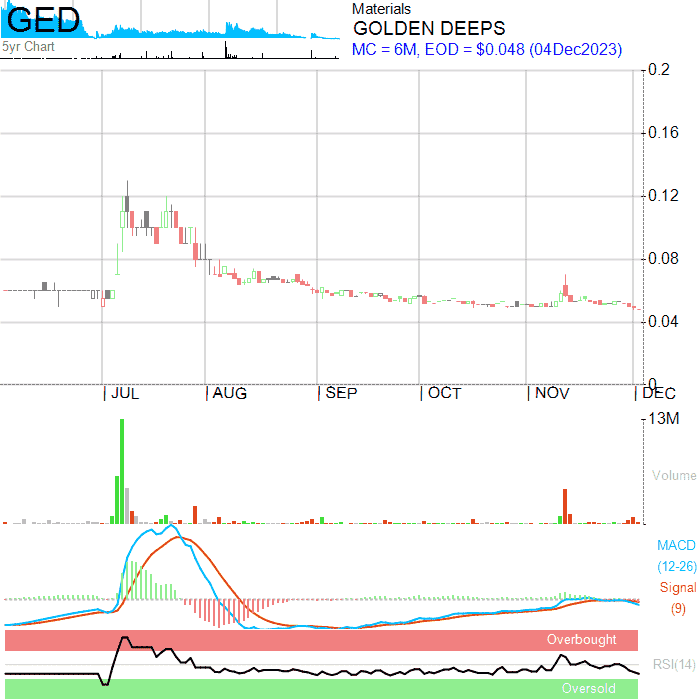 GED
5yr Chart
Materials
GOLDEN DEEPS
MC = 6M, EOD = $0.048 (04Dec2023)
0.2
0.16
0.12
0.08
0.04
0
JUL AUG SEP OCT NOV DEC
13M
Volume
MACD
(12-26)
Signal
(9)
Overbought
RSI(14)
Oversold